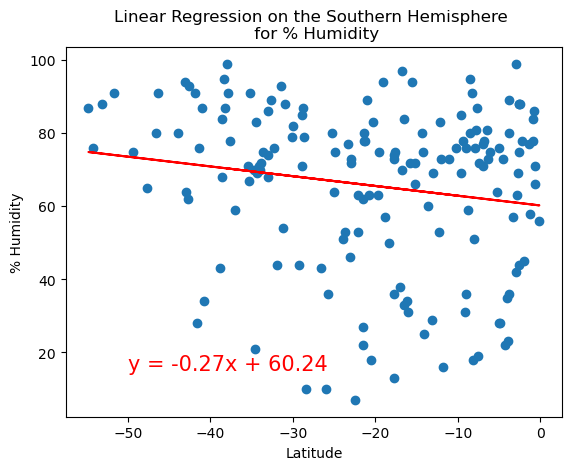 Linear Regression on the Southern Hemisphere
for % Humidity
100
80
60
40
20
% Humidity
y = -0.27x + 60.24
−50
−40
−30
−20
−10
0
Latitude